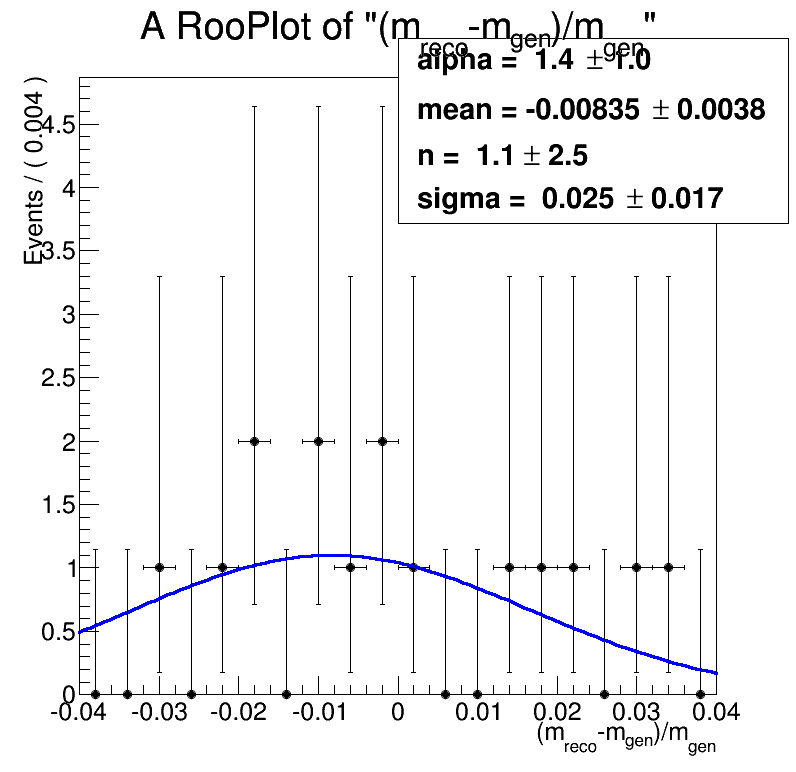 A RooPlot of "(m_reco-m_gen)/m_gen"
alpha = 1.4 ± 1.0
mean = -0.00835 ± 0.0038
n = 1.1 ± 2.5
sigma = 0.025 ± 0.017
Events / ( 0.004 )
4.5
4
3.5
3
2.5
2
1.5
1
0.5
0
-0.04 -0.03 -0.02 -0.01 0 0.01 0.02 0.03 0.04
(m_reco-m_gen)/m_gen